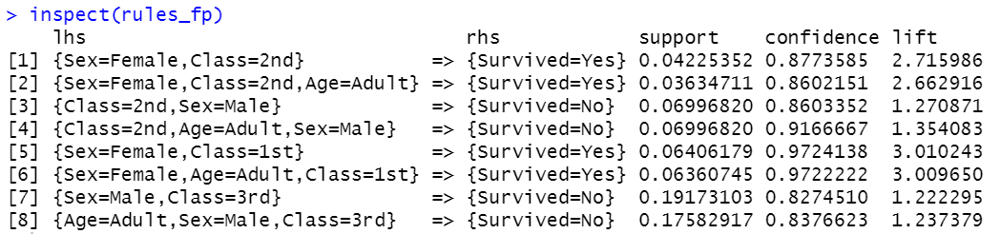 > inspect(rules_fp)
lhs rhs support confidence lift
[1] {Sex=Female,Class=2nd} => {Survived=Yes} 0.04225352 0.8773585 2.715986
[2] {Sex=Female,Class=2nd,Age=Adult} => {Survived=Yes} 0.03634711 0.8602151 2.662916
[3] {Class=2nd,Sex=Male} => {Survived=No} 0.06996820 0.8603352 1.270871
[4] {Class=2nd,Age=Adult,Sex=Male} => {Survived=No} 0.06996820 0.9166667 1.354083
[5] {Sex=Female,Class=1st} => {Survived=Yes} 0.06406179 0.9724138 3.010243
[6] {Sex=Female,Age=Adult,Class=1st} => {Survived=Yes} 0.06360745 0.9722222 3.009650
[7] {Sex=Male,Class=3rd} => {Survived=No} 0.19173103 0.8274510 1.222295
[8] {Age=Adult,Sex=Male,Class=3rd} => {Survived=No} 0.17582917 0.8376623 1.237379